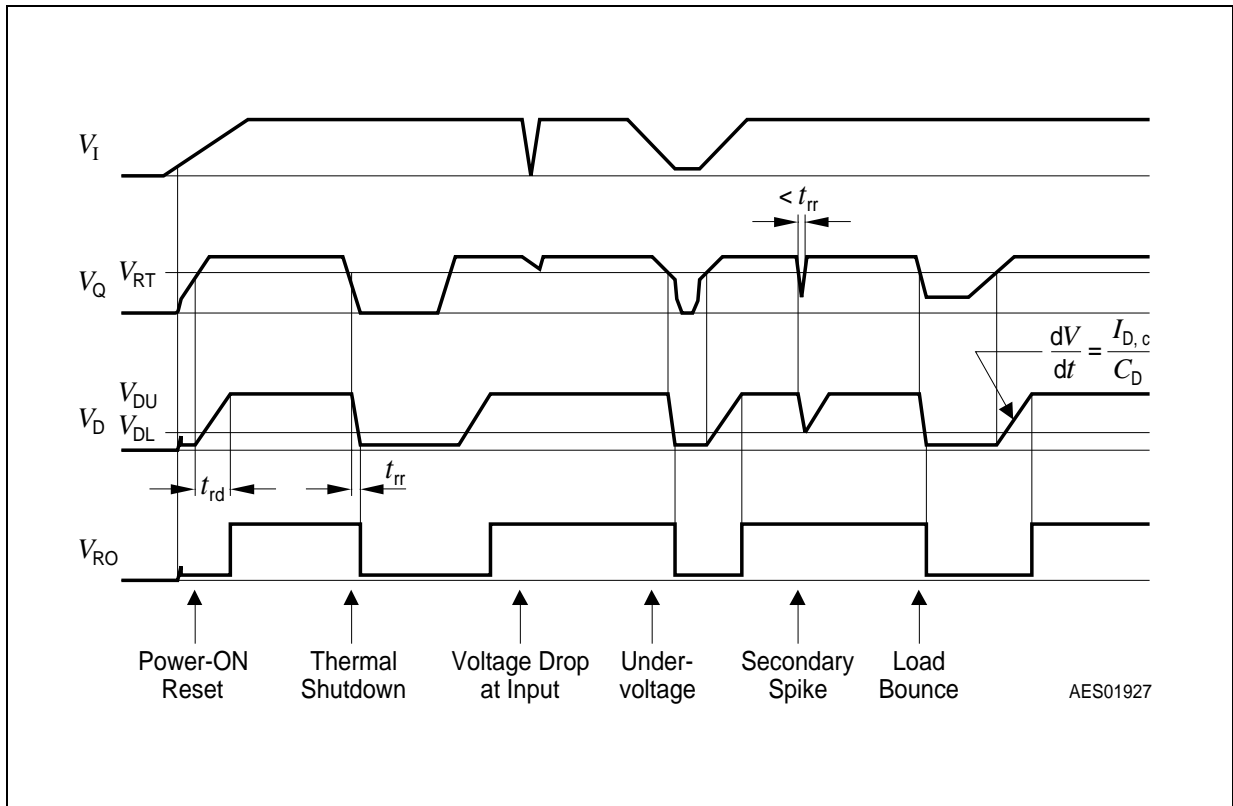 V_I
< t_rr
V_Q V_RT
dV/dt = I_D, c/C_D
V_DU
V_D V_DL
t_rd
t_rr
V_RO
Power-ON
Reset
Thermal
Shutdown
Voltage Drop
at Input
Under-
voltage
Secondary
Spike
Load
Bounce
AES01927